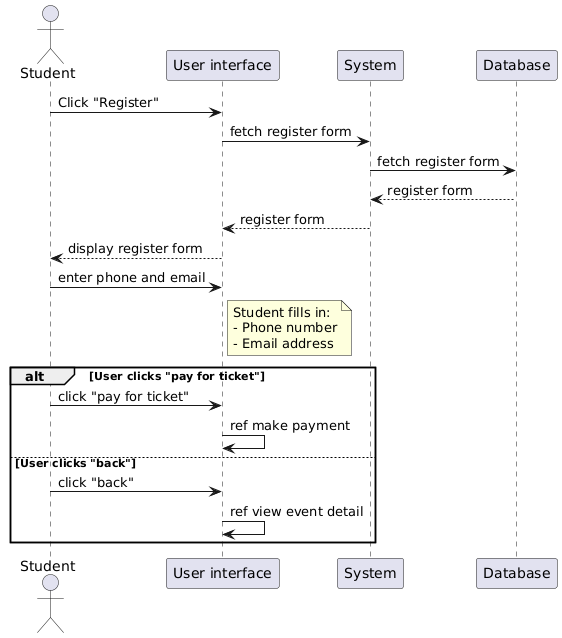 Student
User interface
System
Database
Click "Register"
fetch register form
fetch register form
register form
register form
display register form
enter phone and email
Student fills in:
- Phone number
- Email address
alt
[User clicks "pay for ticket"]
click "pay for ticket"
ref make payment
[User clicks "back"]
click "back"
ref view event detail
Student
User interface
System
Database